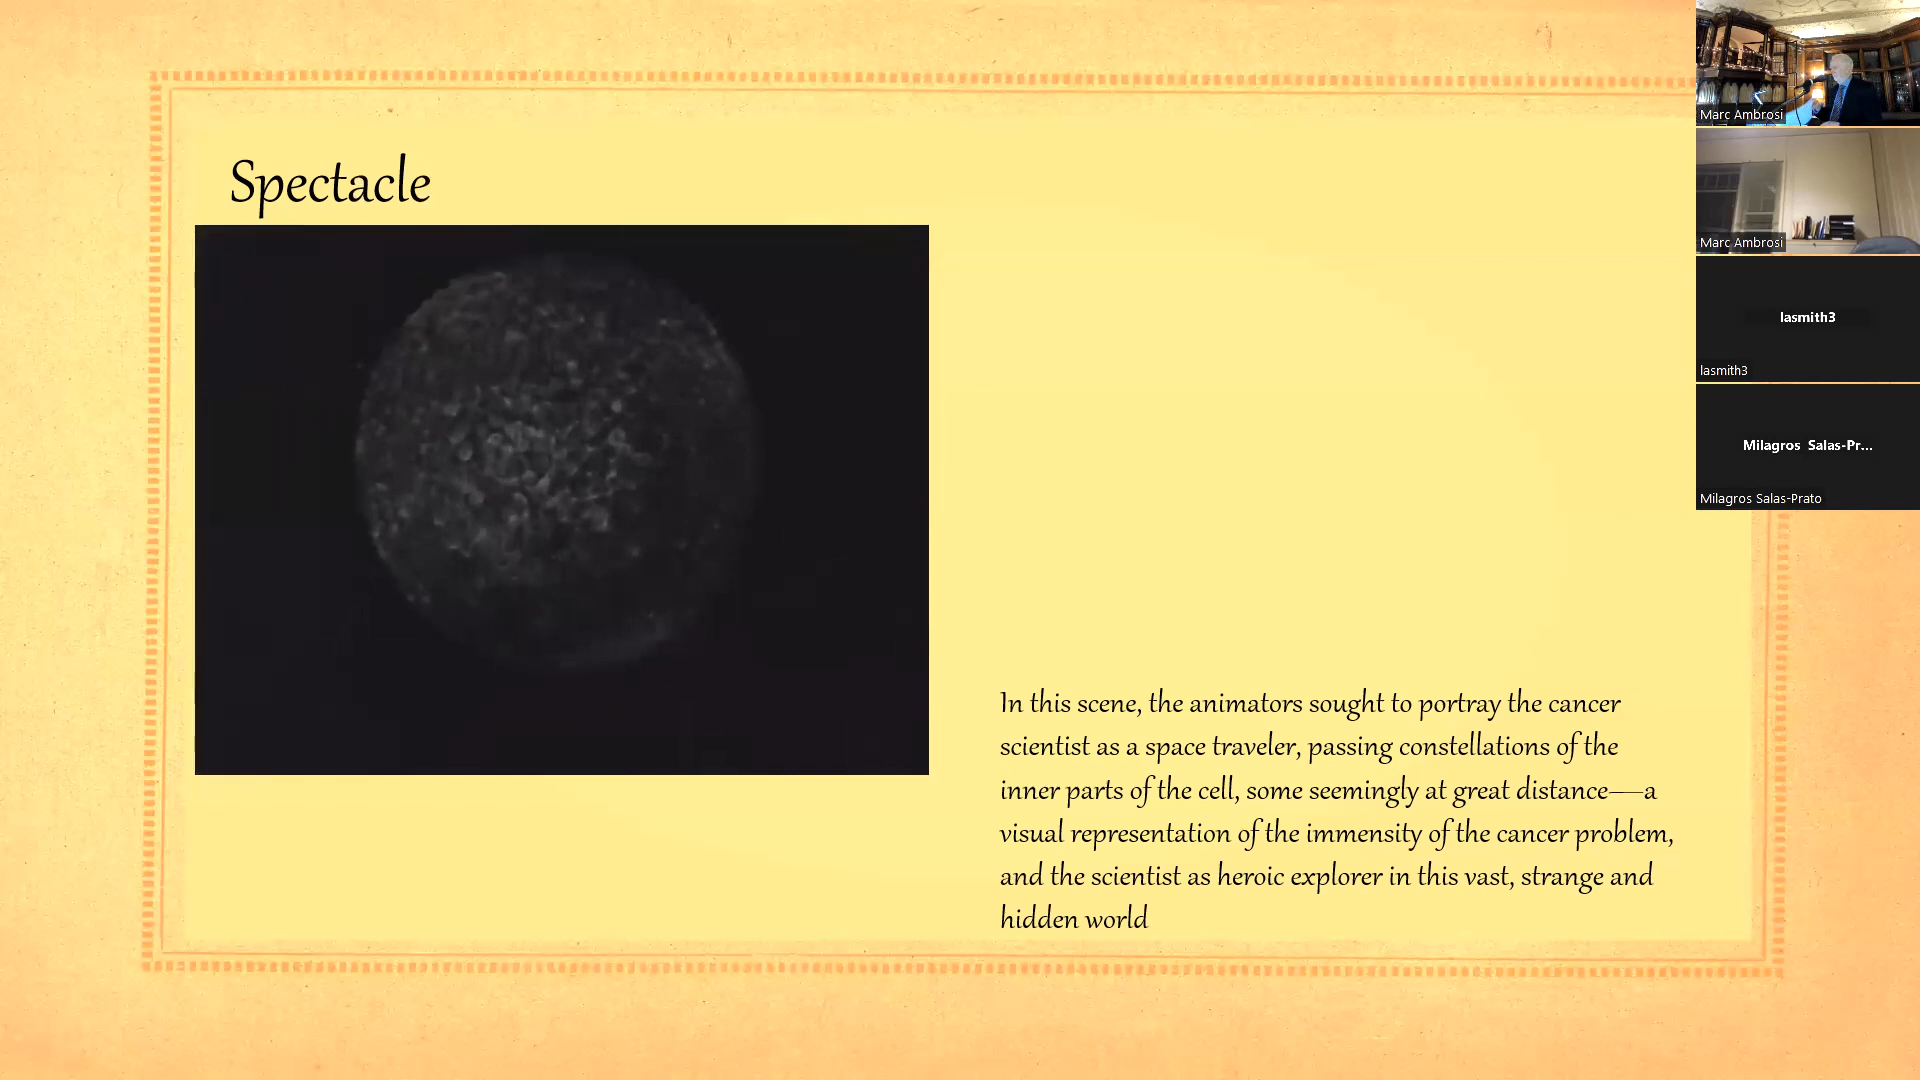 Spectacle
In this scene, the animators sought to portray the cancer
scientist as a space traveler, passing constellations of the
inner parts of the cell, some seemingly at great distance—a
visual representation of the immensity of the cancer problem,
and the scientist as heroic explorer in this vast, strange and
hidden world
Marc Ambrosi
Marc Ambrosi
lasmith3
lasmith3
Milagros Salas-Pr...
Milagros Salas-Prato